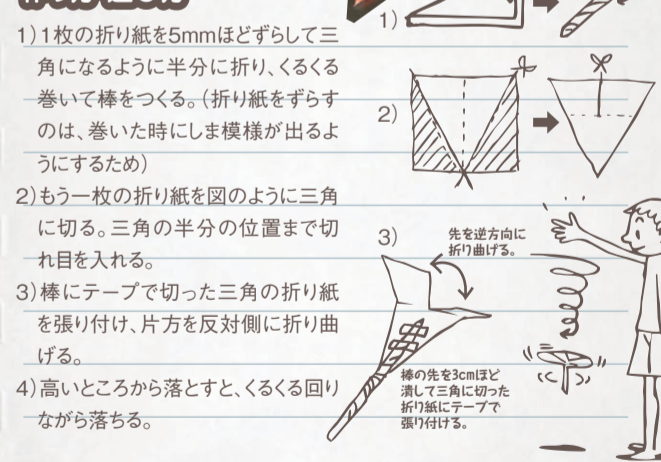 1)1枚の折り紙を5mmほどずらして三
角になるように半分に折り、くるくる
巻いて棒をつくる。(折り紙をずらす
のは、巻いた時にしま模様が出るよ
うにするため)
2)もう一枚の折り紙を図のように三角
に切る。三角の半分の位置まで切
れ目を入れる。
3)棒にテープで切った三角の折り紙
を張り付け、片方を反対側に折り曲
げる。
4)高いところから落とすと、くるくる回り
ながら落ちる。
1)
2)
3)
先を逆方向に
折り曲げる。
棒の先を3cmほど
潰して三角に切った
折り紙にテープで
張り付ける。